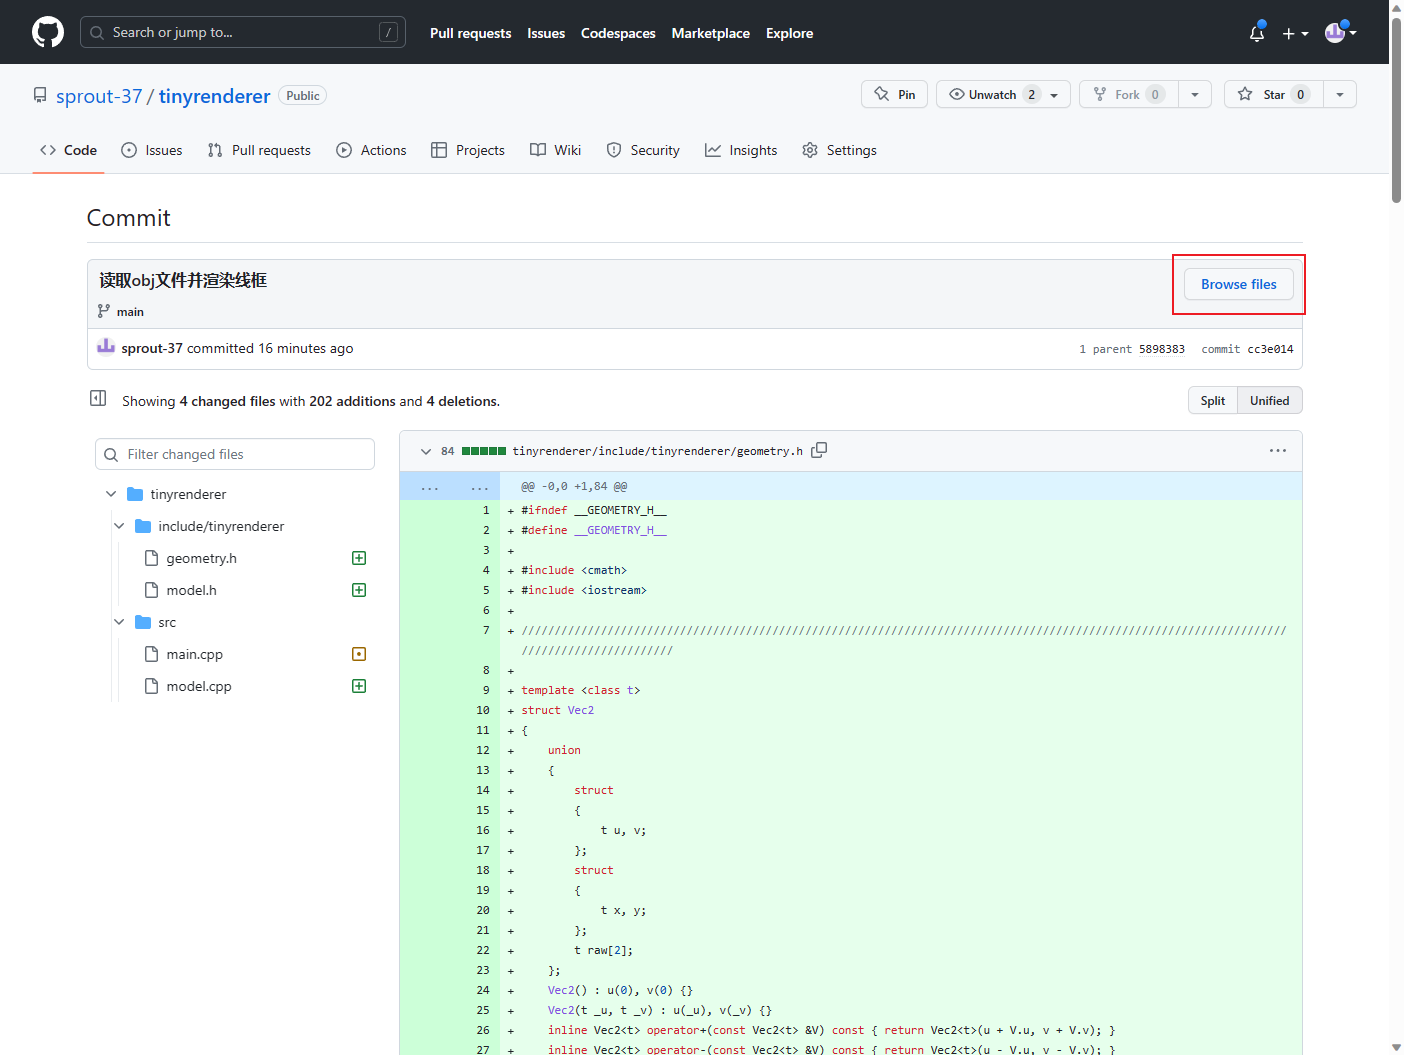 Search or jump to... / Pull requests Issues Codespaces Marketplace Explore
sprout-37 / tinyrenderer Public Pin Unwatch 2 Fork 0 Star 0
Code Issues Pull requests Actions Projects Wiki Security Insights Settings
Commit
读取obj文件并渲染线框 Browse files
main
sprout-37 committed 16 minutes ago 1 parent 5898383 commit cc3e014
Showing 4 changed files with 202 additions and 4 deletions. Split Unified
Filter changed files
tinyrenderer
include/tinyrenderer
geometry.h
model.h
src
main.cpp
model.cpp
84 tinyrenderer/include/tinyrenderer/geometry.h ...
... ... @@ -0,0 +1,84 @@
1 + #ifndef __GEOMETRY_H__
2 + #define __GEOMETRY_H__
3 +
4 + #include <cmath>
5 + #include <iostream>
6 +
7 + ////////////////////////////////////////////////////////////////////////////////////////////////////////////////////
///////////////////////
8 +
9 + template <class t>
10 + struct Vec2
11 + {
12 + union
13 + {
14 + struct
15 + {
16 + t u, v;
17 + };
18 + struct
19 + {
20 + t x, y;
21 + };
22 + t raw[2];
23 + };
24 + Vec2() : u(0), v(0) {}
25 + Vec2(t _u, t _v) : u(_u), v(_v) {}
26 + inline Vec2<t> operator+(const Vec2<t> &V) const { return Vec2<t>(u + V.u, v + V.v); }
27 + inline Vec2<t> operator-(const Vec2<t> &V) const { return Vec2<t>(u - V.u, v - V.v); }